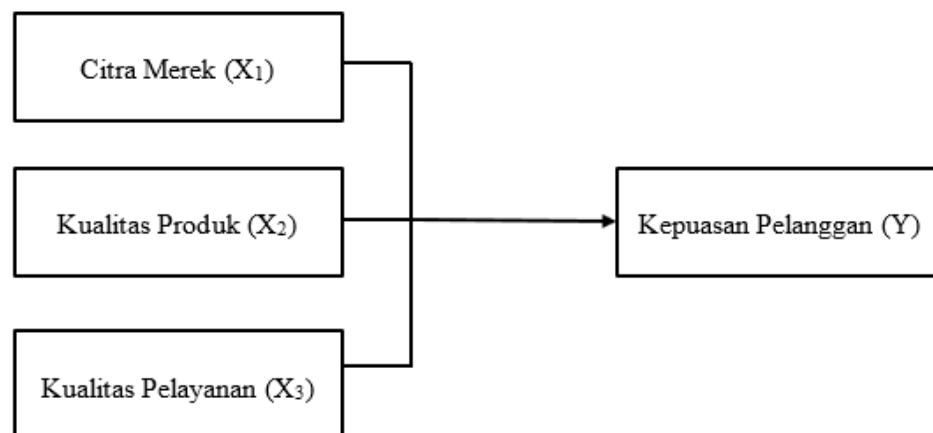 Citra Merek (X₁)
Kualitas Produk (X₂)
Kepuasan Pelanggan (Y)
Kualitas Pelayanan (X₃)